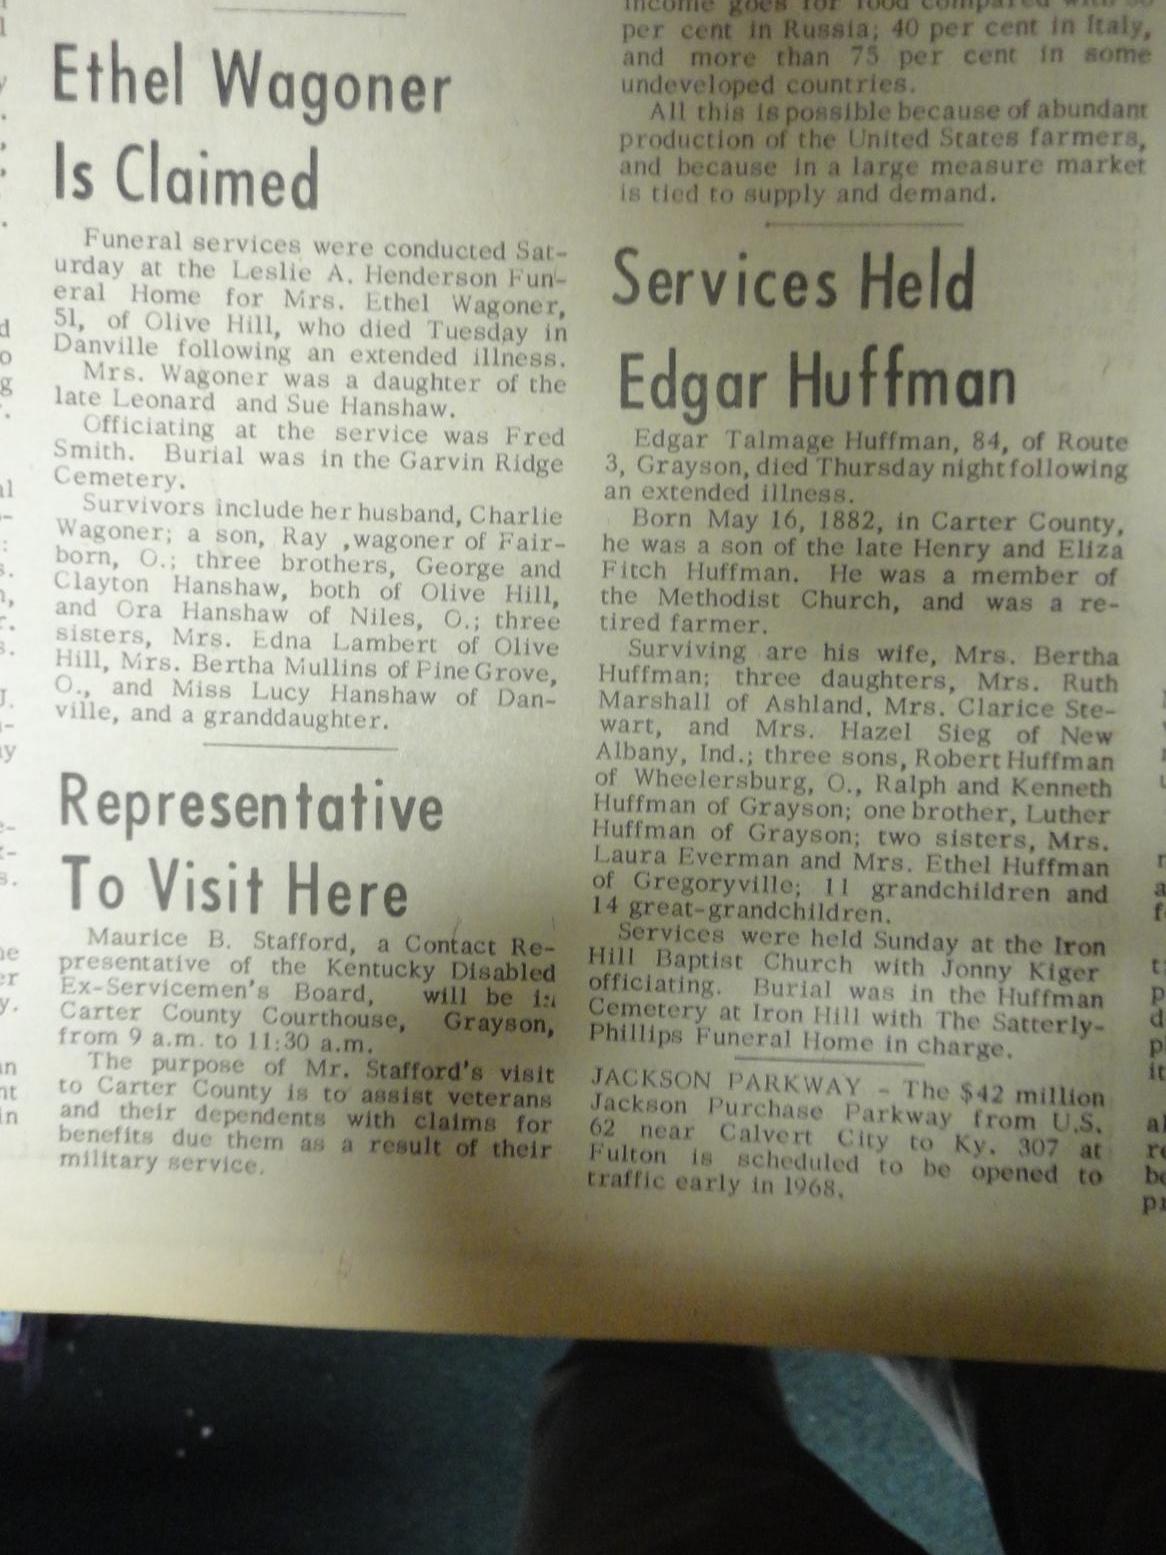 Ethel Wagoner
Is Claimed
Funeral services were conducted Sat-
urday at the Leslie A. Henderson Fun-
eral Home for Mrs. Ethel Wagoner,
51, of Olive Hill, who died Tuesday in
Danville following an extended illness.
Mrs. Wagoner was a daughter of the
late Leonard and Sue Hanshaw.
Officiating at the service was Fred
Smith. Burial was in the Garvin Ridge
Cemetery.
Survivors include her husband, Charlie
Wagoner; a son, Ray ,wagoner of Fair-
born, O.; three brothers, George and
Clayton Hanshaw, both of Olive Hill,
and Ora Hanshaw of Niles, O.; three
sisters, Mrs. Edna Lambert of Olive
Hill, Mrs. Bertha Mullins of Pine Grove,
O., and Miss Lucy Hanshaw of Dan-
ville, and a granddaughter.
Representative
To Visit Here
Maurice B. Stafford, a Contact Re-
presentative of the Kentucky Disabled
Ex-Servicemen's Board, will be in
Carter County Courthouse, Grayson,
from 9 a.m. to 11:30 a.m.
The purpose of Mr. Stafford's visit
to Carter County is to assist veterans
and their dependents with claims for
benefits due them as a result of their
military service.
income goes for food compared with
per cent in Russia; 40 per cent in Italy,
and more than 75 per cent in some
undeveloped countries.
All this is possible because of abundant
production of the United States farmers,
and because in a large measure market
is tied to supply and demand.
Services Held
Edgar Huffman
Edgar Talmage Huffman, 84, of Route
3, Grayson, died Thursday night following
an extended illness.
Born May 16, 1882, in Carter County,
he was a son of the late Henry and Eliza
Fitch Huffman. He was a member of
the Methodist Church, and was a re-
tired farmer.
Surviving are his wife, Mrs. Bertha
Huffman; three daughters, Mrs. Ruth
Marshall of Ashland, Mrs. Clarice Ste-
wart, and Mrs. Hazel Sieg of New
Albany, Ind.; three sons, Robert Huffman
of Wheelersburg, O., Ralph and Kenneth
Huffman of Grayson; one brother, Luther
Huffman of Grayson; two sisters, Mrs.
Laura Everman and Mrs. Ethel Huffman
of Gregoryville; 11 grandchildren and
14 great-grandchildren.
Services were held Sunday at the Iron
Hill Baptist Church with Jonny Kiger
officiating. Burial was in the Huffman
Cemetery at Iron Hill with The Satterly-
Phillips Funeral Home in charge.
JACKSON PARKWAY - The $42 million
Jackson Purchase Parkway from U.S.
62 near Calvert City to Ky. 307 at
Fulton is scheduled to be opened to
traffic early in 1968.